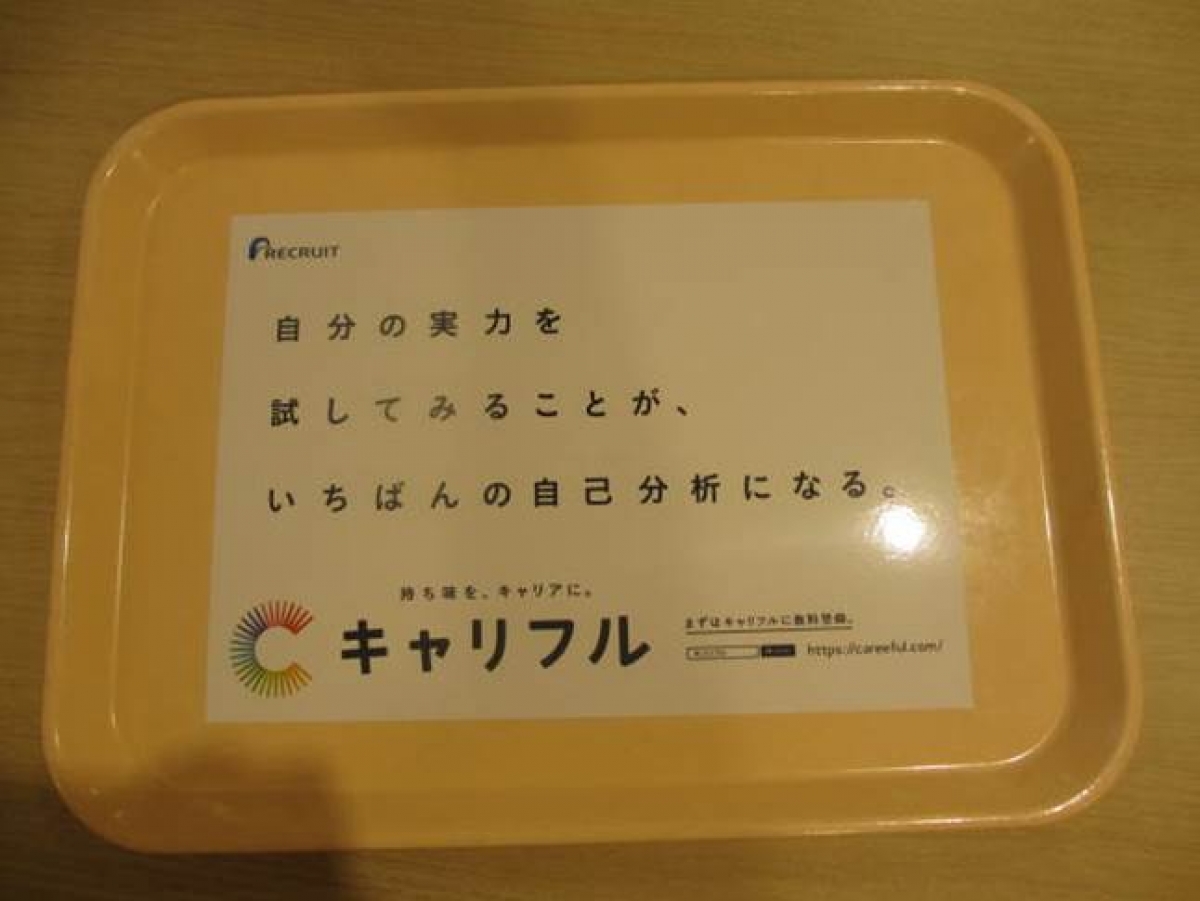 RECRUIT
自分の実力を
試してみることが、
いちばんの自己分析になる。
持ち味を、キャリアに。
キャリフル
まずはキャリフルに無料登録。
https://careeful.com/